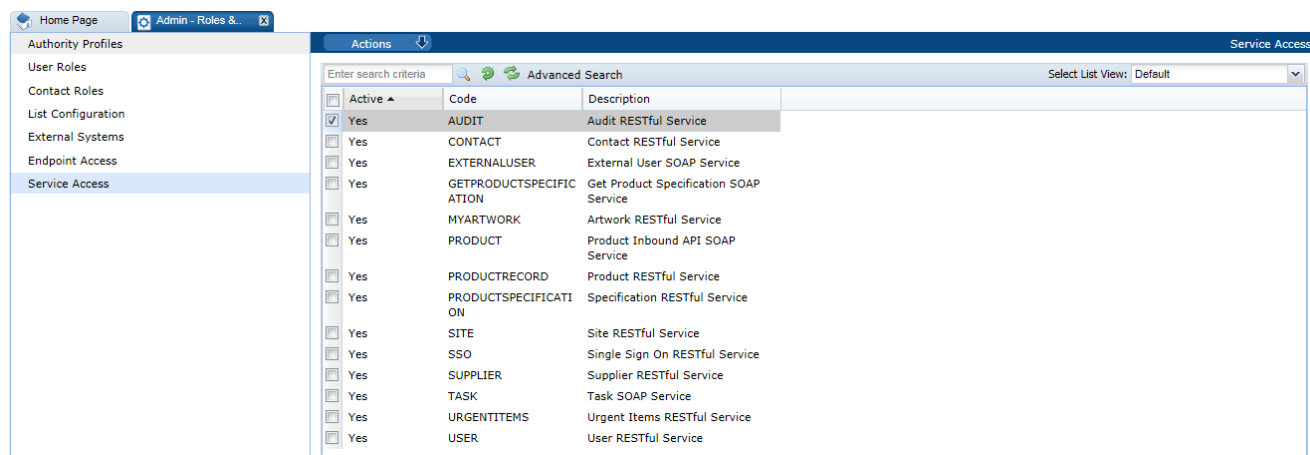 Home Page
Admin - Roles &..
Authority Profiles
User Roles
Contact Roles
List Configuration
External Systems
Endpoint Access
Service Access
Actions
Service Access
Enter search criteria
Advanced Search
Select List View: Default
Active Code Description
Yes AUDIT Audit RESTful Service
Yes CONTACT Contact RESTful Service
Yes EXTERNALUSER External User SOAP Service
Yes GETPRODUCTSPECIFIC Get Product Specification SOAP
ATION Service
Yes MYARTWORK Artwork RESTful Service
Yes PRODUCT Product Inbound API SOAP
Service
Yes PRODUCTRECORD Product RESTful Service
Yes PRODUCTSPECIFICATI Specification RESTful Service
ON
Yes SITE Site RESTful Service
Yes SSO Single Sign On RESTful Service
Yes SUPPLIER Supplier RESTful Service
Yes TASK Task SOAP Service
Yes URGENTITEMS Urgent Items RESTful Service
Yes USER User RESTful Service